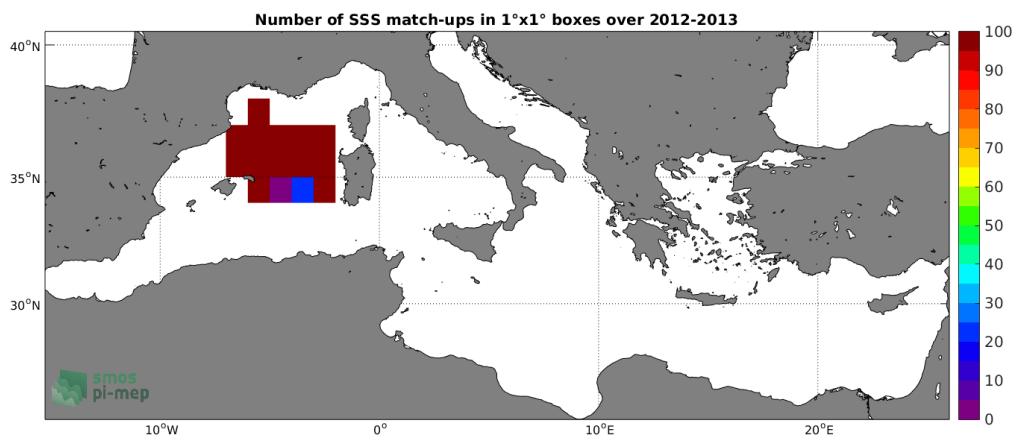 Number of SSS match-ups in 1°x1° boxes over 2012-2013
40°N
35°N
30°N
10°W
0°
10°E
20°E
100
90
80
70
60
50
40
30
20
10
0
smos
pi-mep